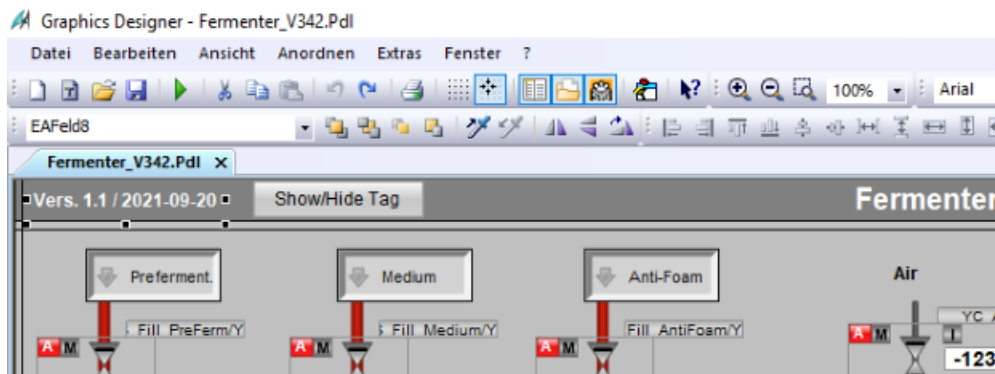 Graphics Designer - Fermenter_V342.Pdl
Datei Bearbeiten Ansicht Anordnen Extras Fenster ?
100% Arial
EAFeld8
Fermenter_V342.Pdl X
Vers. 1.1 / 2021-09-20 Show/Hide Tag Fermenter
Preferment. Medium Anti-Foam Air
Fill_PreFerm/Y Fill_Medium/Y Fill_AntiFoam/Y YC
A M A M A M A M I
-123